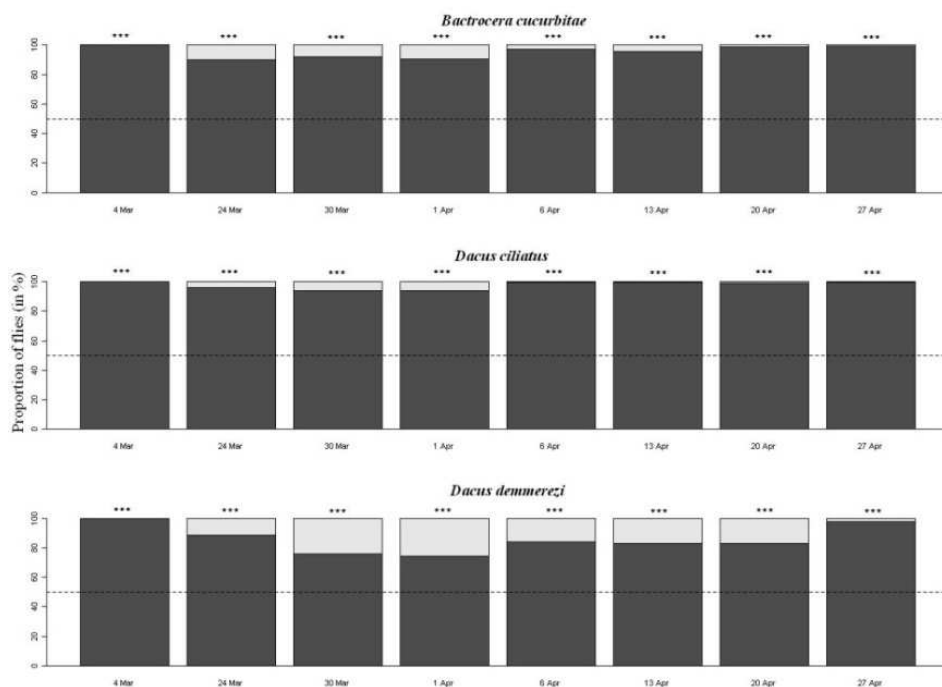 Bactrocera cucurbitae
100
80
60
40
20
0
*** *** *** *** *** *** *** ***
4 Mar 24 Mar 30 Mar 1 Apr 6 Apr 13 Apr 20 Apr 27 Apr
Proportion of flies (in %)
Dacus ciliatus
100
80
60
40
20
0
*** *** *** *** *** *** *** ***
4 Mar 24 Mar 30 Mar 1 Apr 6 Apr 13 Apr 20 Apr 27 Apr
Dacus demmerezi
100
80
60
40
20
0
*** *** *** *** *** *** *** ***
4 Mar 24 Mar 30 Mar 1 Apr 6 Apr 13 Apr 20 Apr 27 Apr